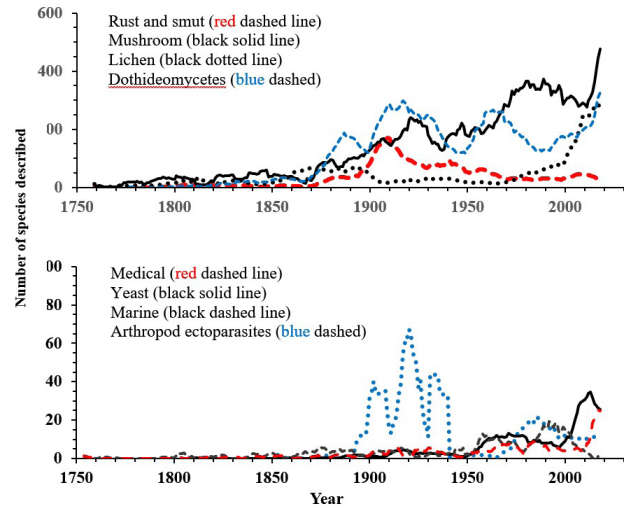 600
Rust and smut (red dashed line)
Mushroom (black solid line)
Lichen (black dotted line)
Dothideomycetes (blue dashed)
400
00
0
1750 1800 1850 1900 1950 2000
Number of species described
00
Medical (red dashed line)
Yeast (black solid line)
Marine (black dashed line)
Arthropod ectoparasites (blue dashed)
80
60
40
20
0
1750 1800 1850 1900 1950 2000
Year